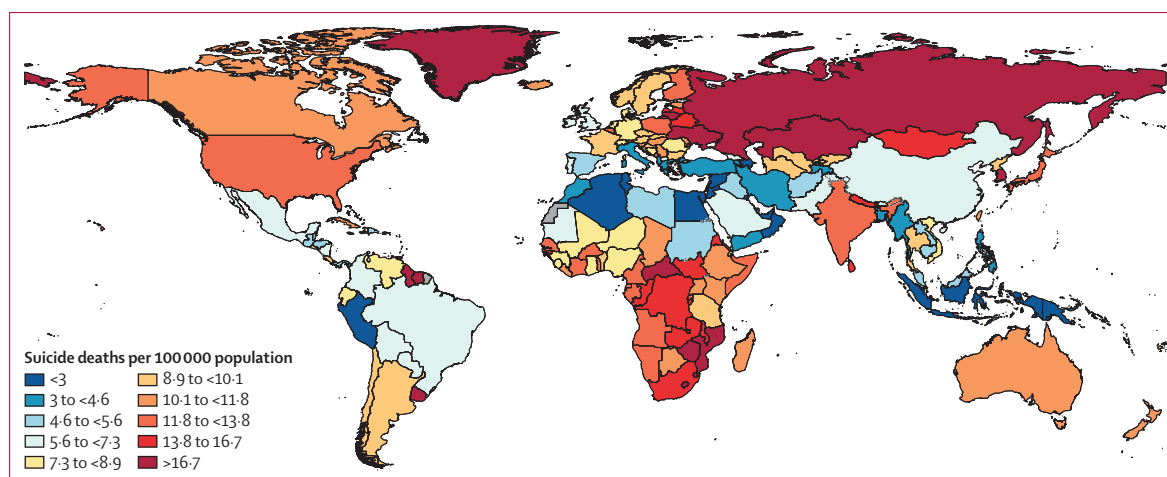 Suicide deaths per 100 000 population
<3
3 to <4·6
4·6 to <5·6
5·6 to <7·3
7·3 to <8·9
8·9 to <10·1
10·1 to <11·8
11·8 to <13·8
13·8 to 16·7
>16·7